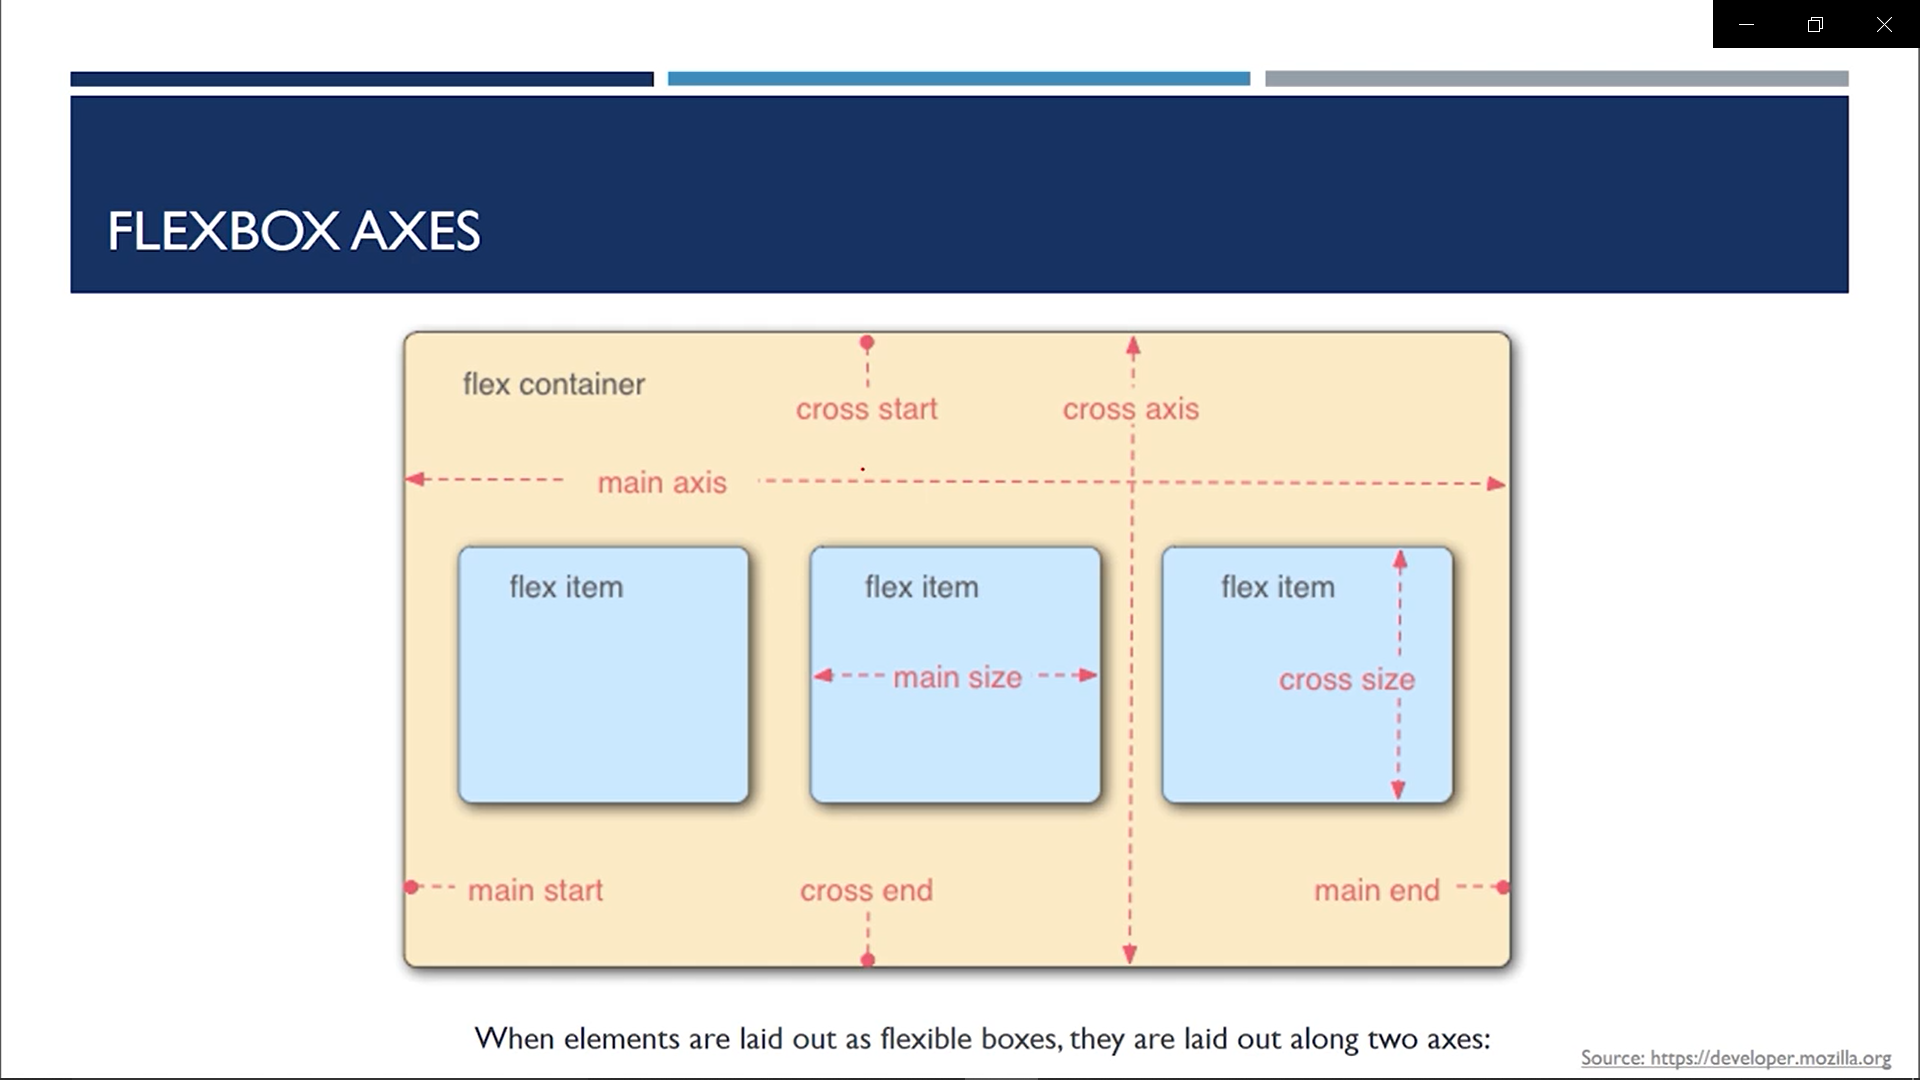 FLEXBOX AXES
flex container
cross start
cross axis
main axis
flex item
flex item
flex item
main size
cross size
main start
cross end
main end
When elements are laid out as flexible boxes, they are laid out along two axes:
Source: https://developer.mozilla.org